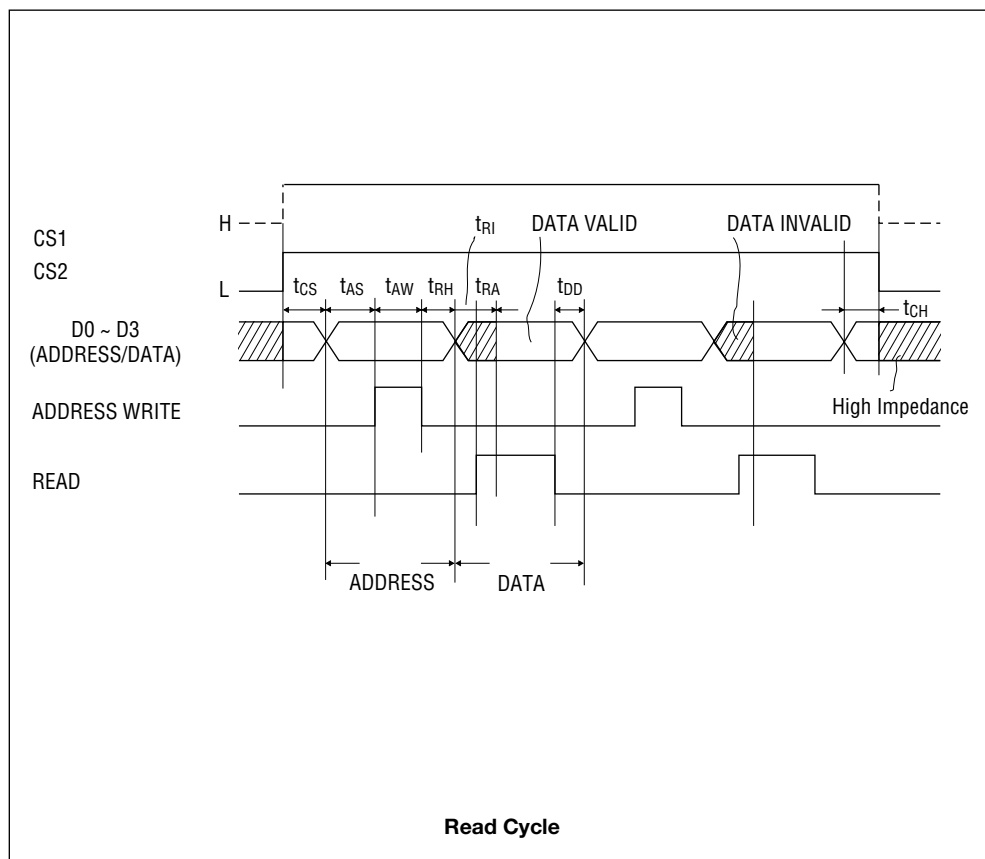 H
CS1
tRI
DATA VALID
DATA INVALID
CS2
L
tCS
tAS
tAW
tRH
tRA
tDD
tCH
D0 ~ D3
(ADDRESS/DATA)
ADDRESS WRITE
High Impedance
READ
ADDRESS
DATA
Read Cycle